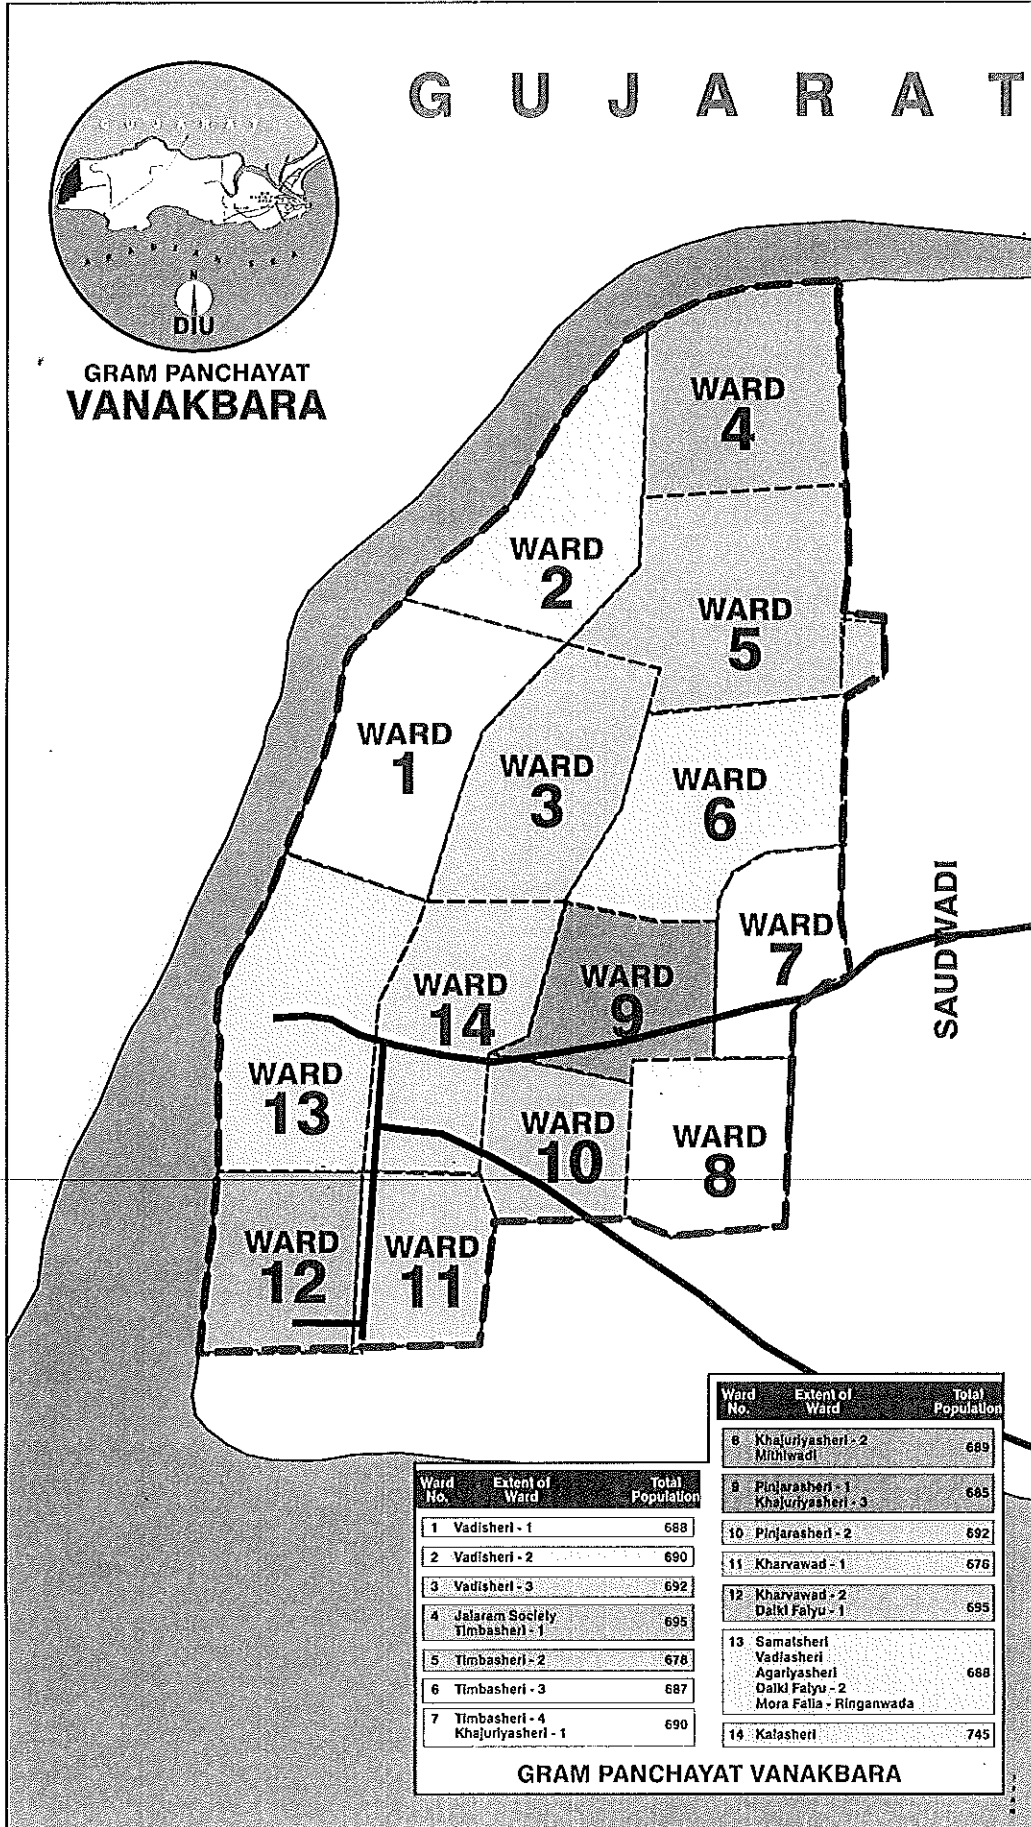 GUJARAT
GUJARAT
ARABIAN SEA
N
DIU
GRAM PANCHAYAT
VANAKBARA
WARD
4
WARD
2
WARD
5
WARD
1
WARD
3
WARD
6
SAUDWADI
WARD
7
WARD
14
WARD
9
WARD
13
WARD
10
WARD
8
WARD
12
WARD
11
Ward No. Extent of Ward Total Population
1 Vadisheri - 1 688
2 Vadisheri - 2 690
3 Vadisheri - 3 692
4 Jalaram Society
Timbasheri - 1 695
5 Timbasheri - 2 678
6 Timbasheri - 3 687
7 Timbasheri - 4
Khajuriyasheri - 1 690
Ward No. Extent of Ward Total Population
8 Khajuriyasheri - 2
Mithiwadi 689
9 Pinjarasheri - 1
Khajuriyasheri - 3 685
10 Pinjarasheri - 2 692
11 Kharvawad - 1 676
12 Kharvawad - 2
Dalki Falyu - 1 695
13 Samatsheri
Vadlasheri
Agariyasheri
Dalki Falyu - 2
Mora Falia - Ringanwada 688
14 Kalasheri 745
GRAM PANCHAYAT VANAKBARA